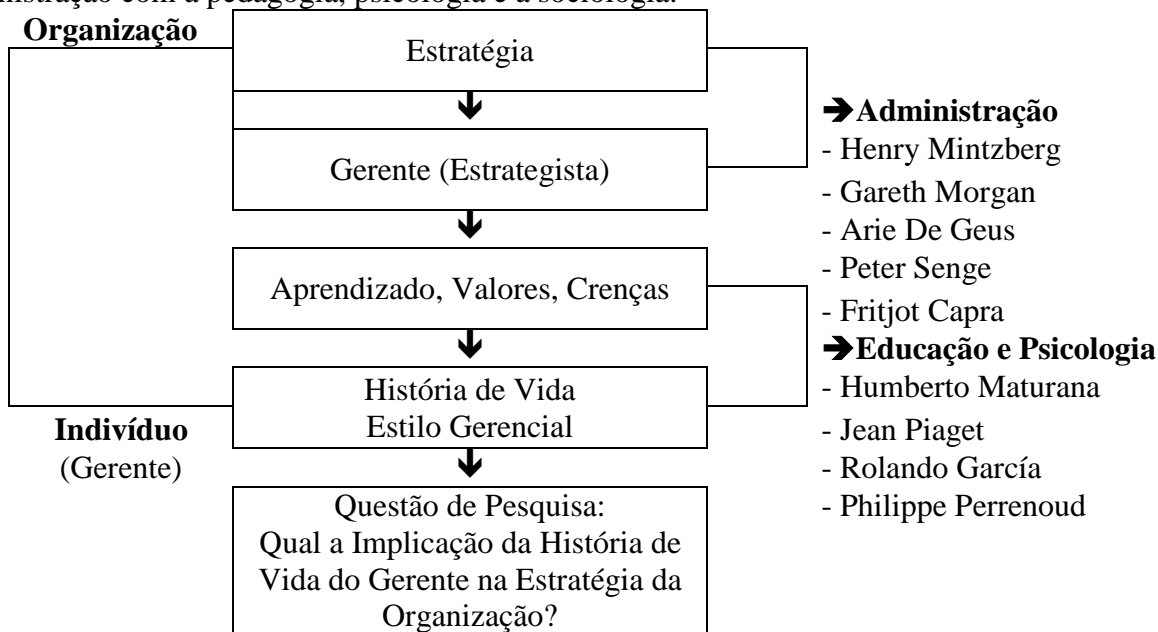 nistração com a pedagogia, psicologia e a sociologia.
Organização
Estratégia
Gerente (Estrategista)
Aprendizado, Valores, Crenças
História de Vida
Estilo Gerencial
Indivíduo
(Gerente)
Questão de Pesquisa:
Qual a Implicação da História de
Vida do Gerente na Estratégia da
Organização?
➔Administração
- Henry Mintzberg
- Gareth Morgan
- Arie De Geus
- Peter Senge
- Fritjot Capra
➔Educação e Psicologia
- Humberto Maturana
- Jean Piaget
- Rolando García
- Philippe Perrenoud